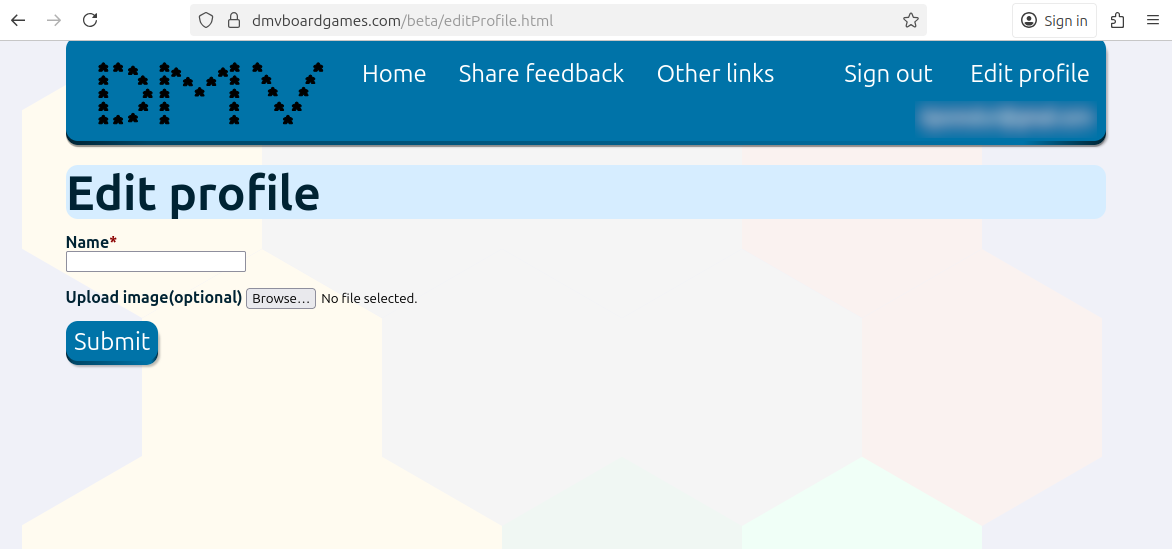 dmvboardgames.com/beta/editProfile.html
Sign in
DMV
Home Share feedback Other links Sign out Edit profile
Edit profile
Name*
Upload image(optional) Browse... No file selected.
Submit